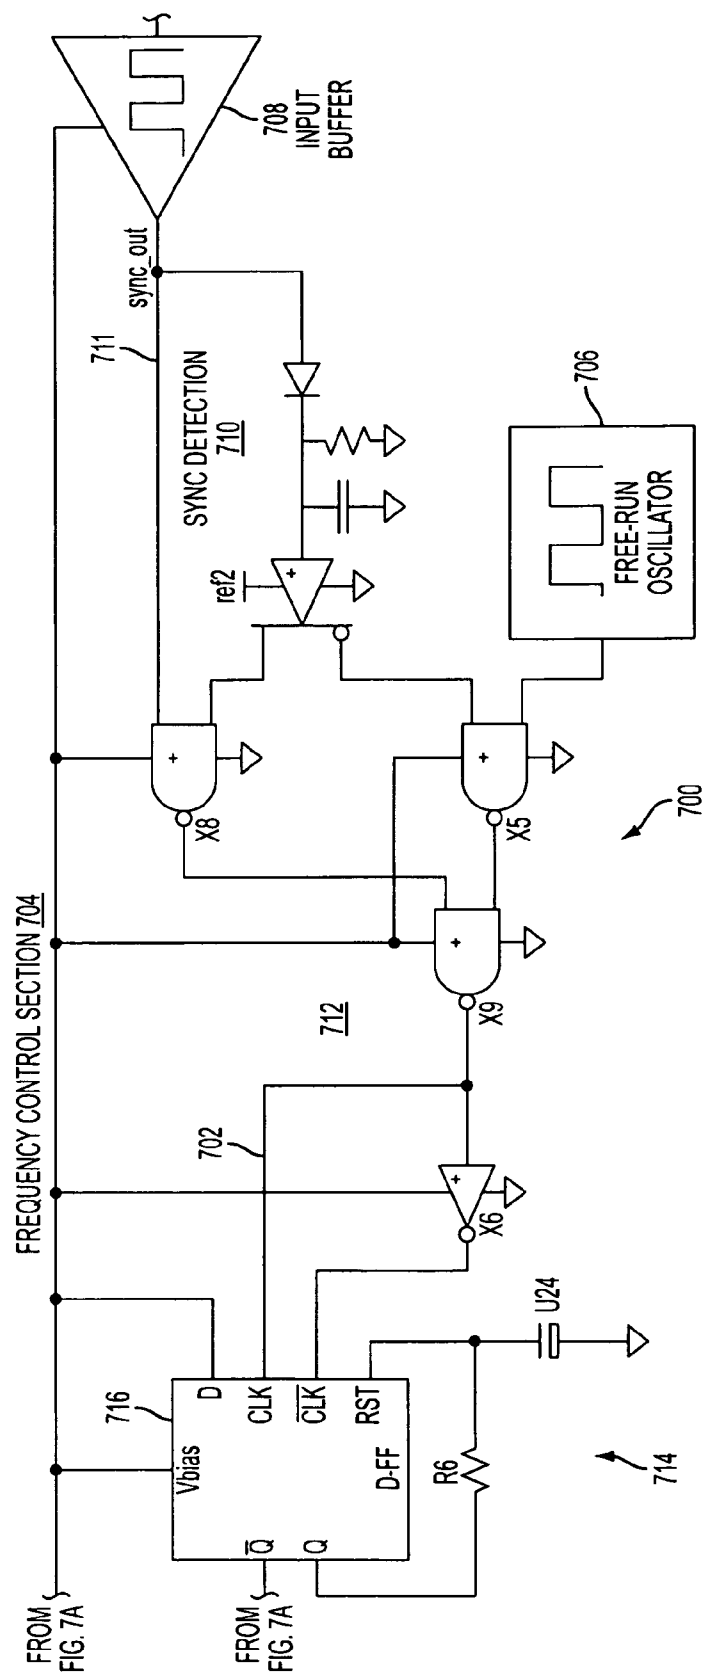 FREQUENCY CONTROL SECTION 704
FROM
FIG. 7A
FROM
FIG. 7A
716
Vbias
D
CLK
CLK
RST
Q
Q
D-FF
R6
U24
714
702
X6
+
712
X9
+
X8
+
X5
+
700
ref2
+
SYNC DETECTION
710
711
sync_out
708
INPUT
BUFFER
706
FREE-RUN
OSCILLATOR